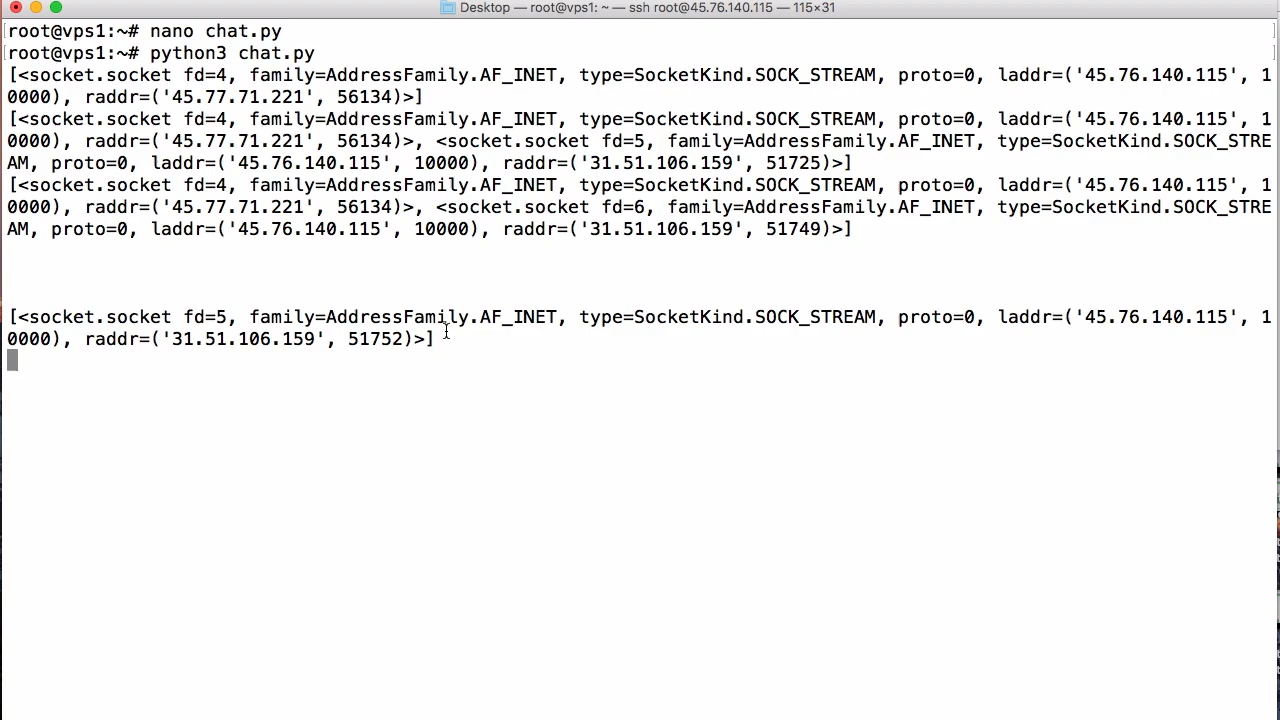 Desktop — root@vps1: ~ — ssh root@45.76.140.115 — 115×31
root@vps1:~# nano chat.py
root@vps1:~# python3 chat.py
[<socket.socket fd=4, family=AddressFamily.AF_INET, type=SocketKind.SOCK_STREAM, proto=0, laddr=('45.76.140.115', 1
0000), raddr=('45.77.71.221', 56134)>]
[<socket.socket fd=4, family=AddressFamily.AF_INET, type=SocketKind.SOCK_STREAM, proto=0, laddr=('45.76.140.115', 1
0000), raddr=('45.77.71.221', 56134)>, <socket.socket fd=5, family=AddressFamily.AF_INET, type=SocketKind.SOCK_STRE
AM, proto=0, laddr=('45.76.140.115', 10000), raddr=('31.51.106.159', 51725)>]
[<socket.socket fd=4, family=AddressFamily.AF_INET, type=SocketKind.SOCK_STREAM, proto=0, laddr=('45.76.140.115', 1
0000), raddr=('45.77.71.221', 56134)>, <socket.socket fd=6, family=AddressFamily.AF_INET, type=SocketKind.SOCK_STRE
AM, proto=0, laddr=('45.76.140.115', 10000), raddr=('31.51.106.159', 51749)>]
[<socket.socket fd=5, family=AddressFamily.AF_INET, type=SocketKind.SOCK_STREAM, proto=0, laddr=('45.76.140.115', 1
0000), raddr=('31.51.106.159', 51752)>]